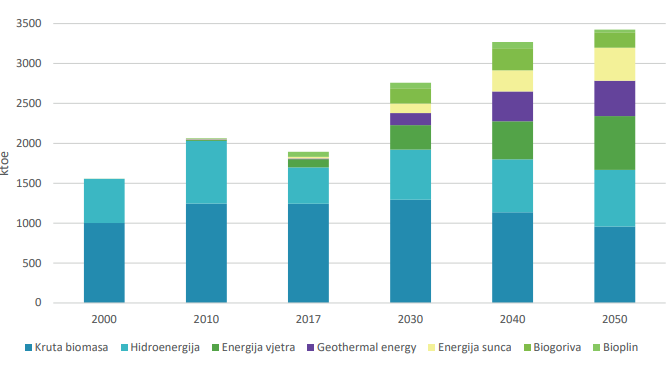 3500
3000
2500
2000
1500
1000
500
0
ktoe
2000 2010 2017 2030 2040 2050
Kruta biomasa Hidroenergija Energija vjetra Geothermal energy Energija sunca Biogoriva Bioplin